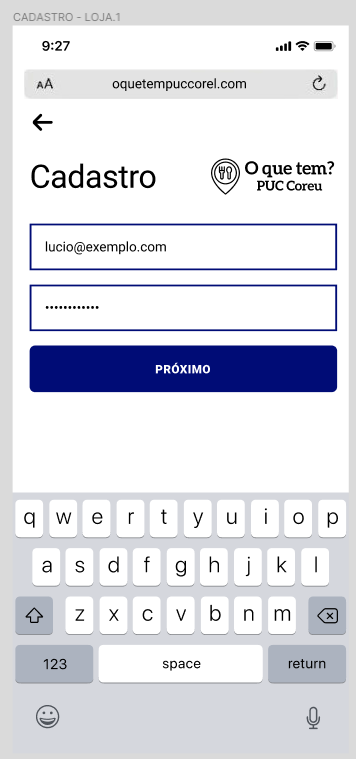 CADASTRO - LOJA.1
9:27
AA oquetempuccorel.com
Cadastro
O que tem?
PUC Coreu
lucio@exemplo.com
••••••••••••
PRÓXIMO
q w e r t y u i o p
a s d f g h j k l
z x c v b n m
123 space return